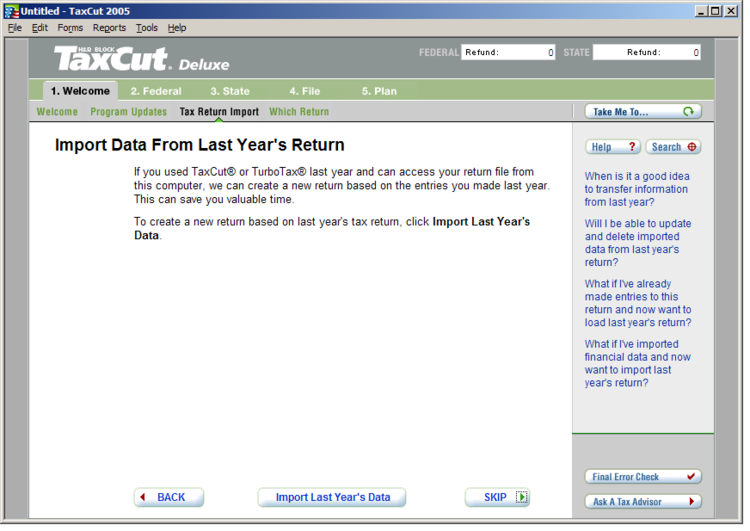 Untitled - TaxCut 2005
File Edit Forms Reports Tools Help
H&R BLOCK
TaxCut. Deluxe
FEDERAL Refund: 0 STATE Refund: 0
1. Welcome 2. Federal 3. State 4. File 5. Plan
Welcome Program Updates Tax Return Import Which Return
Take Me To...
Import Data From Last Year's Return
If you used TaxCut® or TurboTax® last year and can access your return file from
this computer, we can create a new return based on the entries you made last year.
This can save you valuable time.
To create a new return based on last year's tax return, click Import Last Year's
Data.
BACK
Import Last Year's Data
SKIP
Help ? Search
When is it a good idea
to transfer information
from last year?
Will I be able to update
and delete imported
data from last year's
return?
What if I've already
made entries to this
return and now want to
load last year's return?
What if I've imported
financial data and now
want to import last
year's return?
Final Error Check
Ask A Tax Advisor